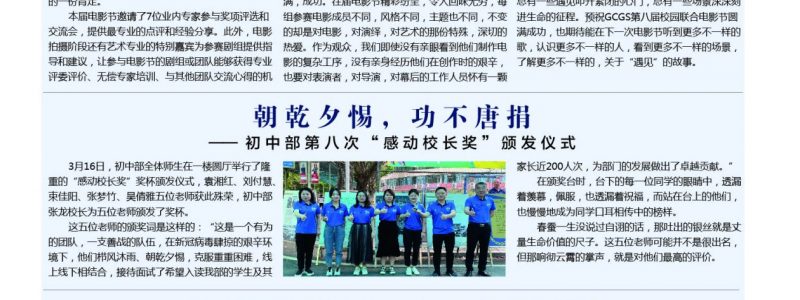 的一份肯定。
本届电影节邀请了7位业内专家参与奖项评选和
交流会，提供最专业的点评和经验分享。此外，电影
拍摄阶段还有艺术专业的特别嘉宾为参赛剧组提供指
导和建议，让参与电影节的剧组或团队能够获得专业
评委评价、无偿专家培训、与其他团队交流心得的机
满，成功。在届电影节精彩纷呈，令人回味无穷，每
组参赛电影成员不同，风格不同，主题也不同，不变
的却是对电影，对演绎，对艺术的那份特殊，深切的
热爱。作为观众，我们即使没有亲眼看到他们制作电
影的复杂工序，没有亲身经历他们在创作时的艰辛，
也要对表演者，对导演，对幕后的工作人员怀有一颗
进生命的征程。预祝GCGS第八届校园联合电影节圆
满成功，也期待能在下一次电影节听到更多不一样的
歌，认识更多不一样的人，看到更多不一样的场景，
了解更多不一样的，关于“遇见”的故事。
朝乾夕惕，功不唐捐
—— 初中部第八次“感动校长奖”颁发仪式
3月16日，初中部全体师生在一楼圆厅举行了隆
重的“感动校长奖”奖杯颁发仪式，袁湘红、刘付慧、
束佳阳、张梦竹、吴倩雅五位老师获此殊荣，初中部
张龙校长为五位老师颁发了奖杯。
这五位老师的颁奖词是这样的：“这是一个有为
的团队，一支善战的队伍，在新冠病毒肆掠的艰辛环
境下，他们栉风沐雨、朝乾夕惕，克服重重困难，线
上线下相结合，接待面试了希望入读我部的学生及其
家长近200人次，为部门的发展做出了卓越贡献。”
在颁奖台时，台下的每一位同学的眼睛中，透漏
着羡慕，佩服，也透漏着祝福，而站在台上的他们，
也慢慢地成为同学口耳相传中的榜样。
春蚕一生没说过自诩的话，那吐出的银丝就是丈
量生命价值的尺子。这五位老师可能并不是很出名，
但那响彻云霄的掌声，就是对他们最高的评价。